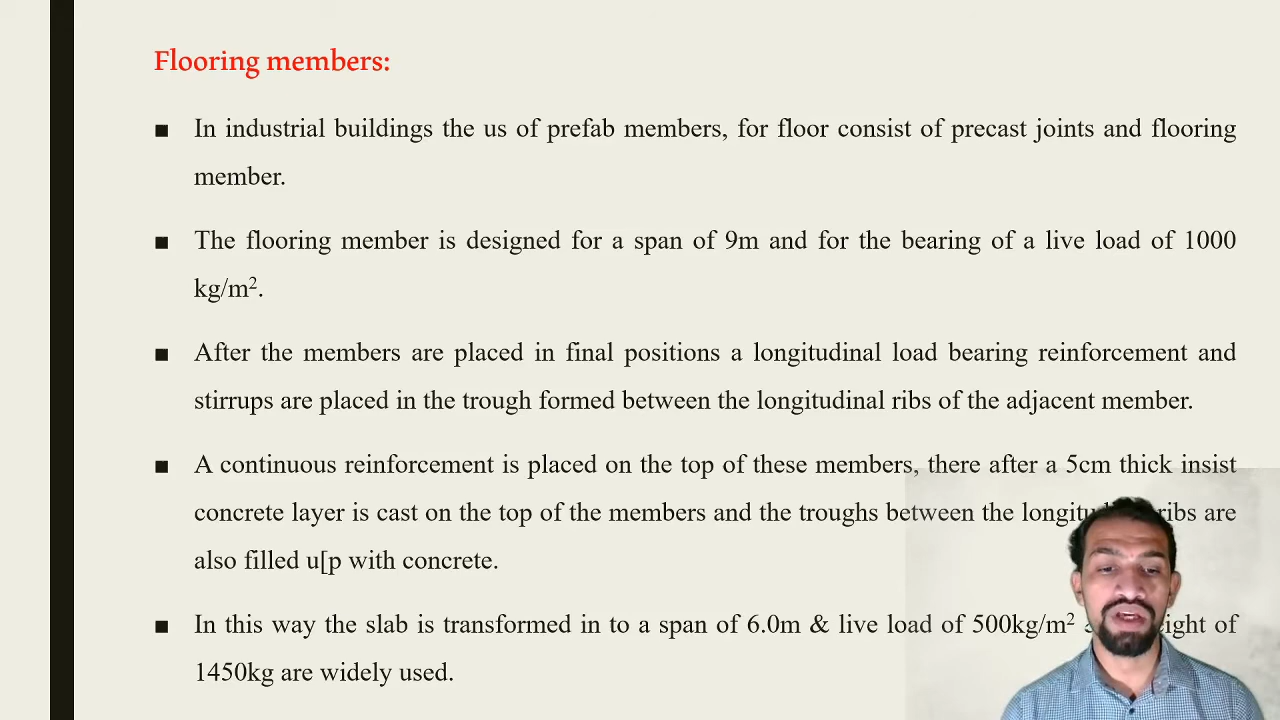 Flooring members:
■ In industrial buildings the us of prefab members, for floor consist of precast joints and flooring
member.
■ The flooring member is designed for a span of 9m and for the bearing of a live load of 1000
kg/m².
■ After the members are placed in final positions a longitudinal load bearing reinforcement and
stirrups are placed in the trough formed between the longitudinal ribs of the adjacent member.
■ A continuous reinforcement is placed on the top of these members, there after a 5cm thick insist
concrete layer is cast on the top of the members and the troughs between the ribs are
also filled u[p with concrete.
■ In this way the slab is transformed in to a span of 6.0m & live load of 500kg/m² of
1450kg are widely used.